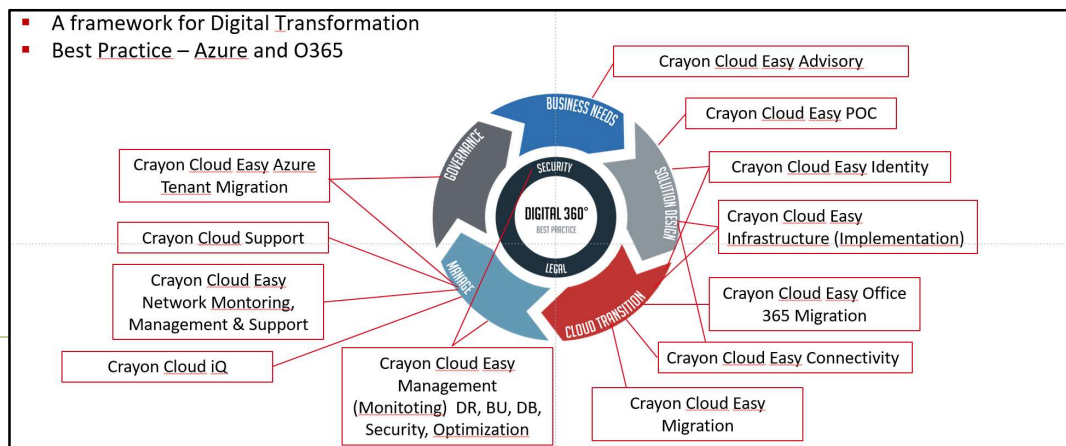 A framework for Digital Transformation
Best Practice – Azure and O365
Crayon Cloud Easy Advisory
BUSINESS NEEDS
Crayon Cloud Easy POC
GOVERNANCE
Crayon Cloud Easy Azure
Tenant Migration
SECURITY
SOLUTION DESIGN
Crayon Cloud Easy Identity
DIGITAL 360°
BEST PRACTICE
Crayon Cloud Easy
Infrastructure (Implementation)
Crayon Cloud Support
LEGAL
MANAGE
Crayon Cloud Easy
Network Montoring,
Management & Support
CLOUD TRANSITION
Crayon Cloud Easy Office
365 Migration
Crayon Cloud iQ
Crayon Cloud Easy
Management
(Monitoting) DR, BU, DB,
Security, Optimization
Crayon Cloud Easy Connectivity
Crayon Cloud Easy
Migration